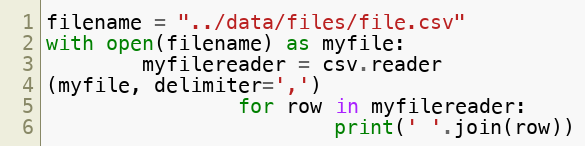 1 filename = "../data/files/file.csv"
2 with open(filename) as myfile:
3         myfilereader = csv.reader
4 (myfile, delimiter=',')
5                 for row in myfilereader:
6                         print(' '.join(row))